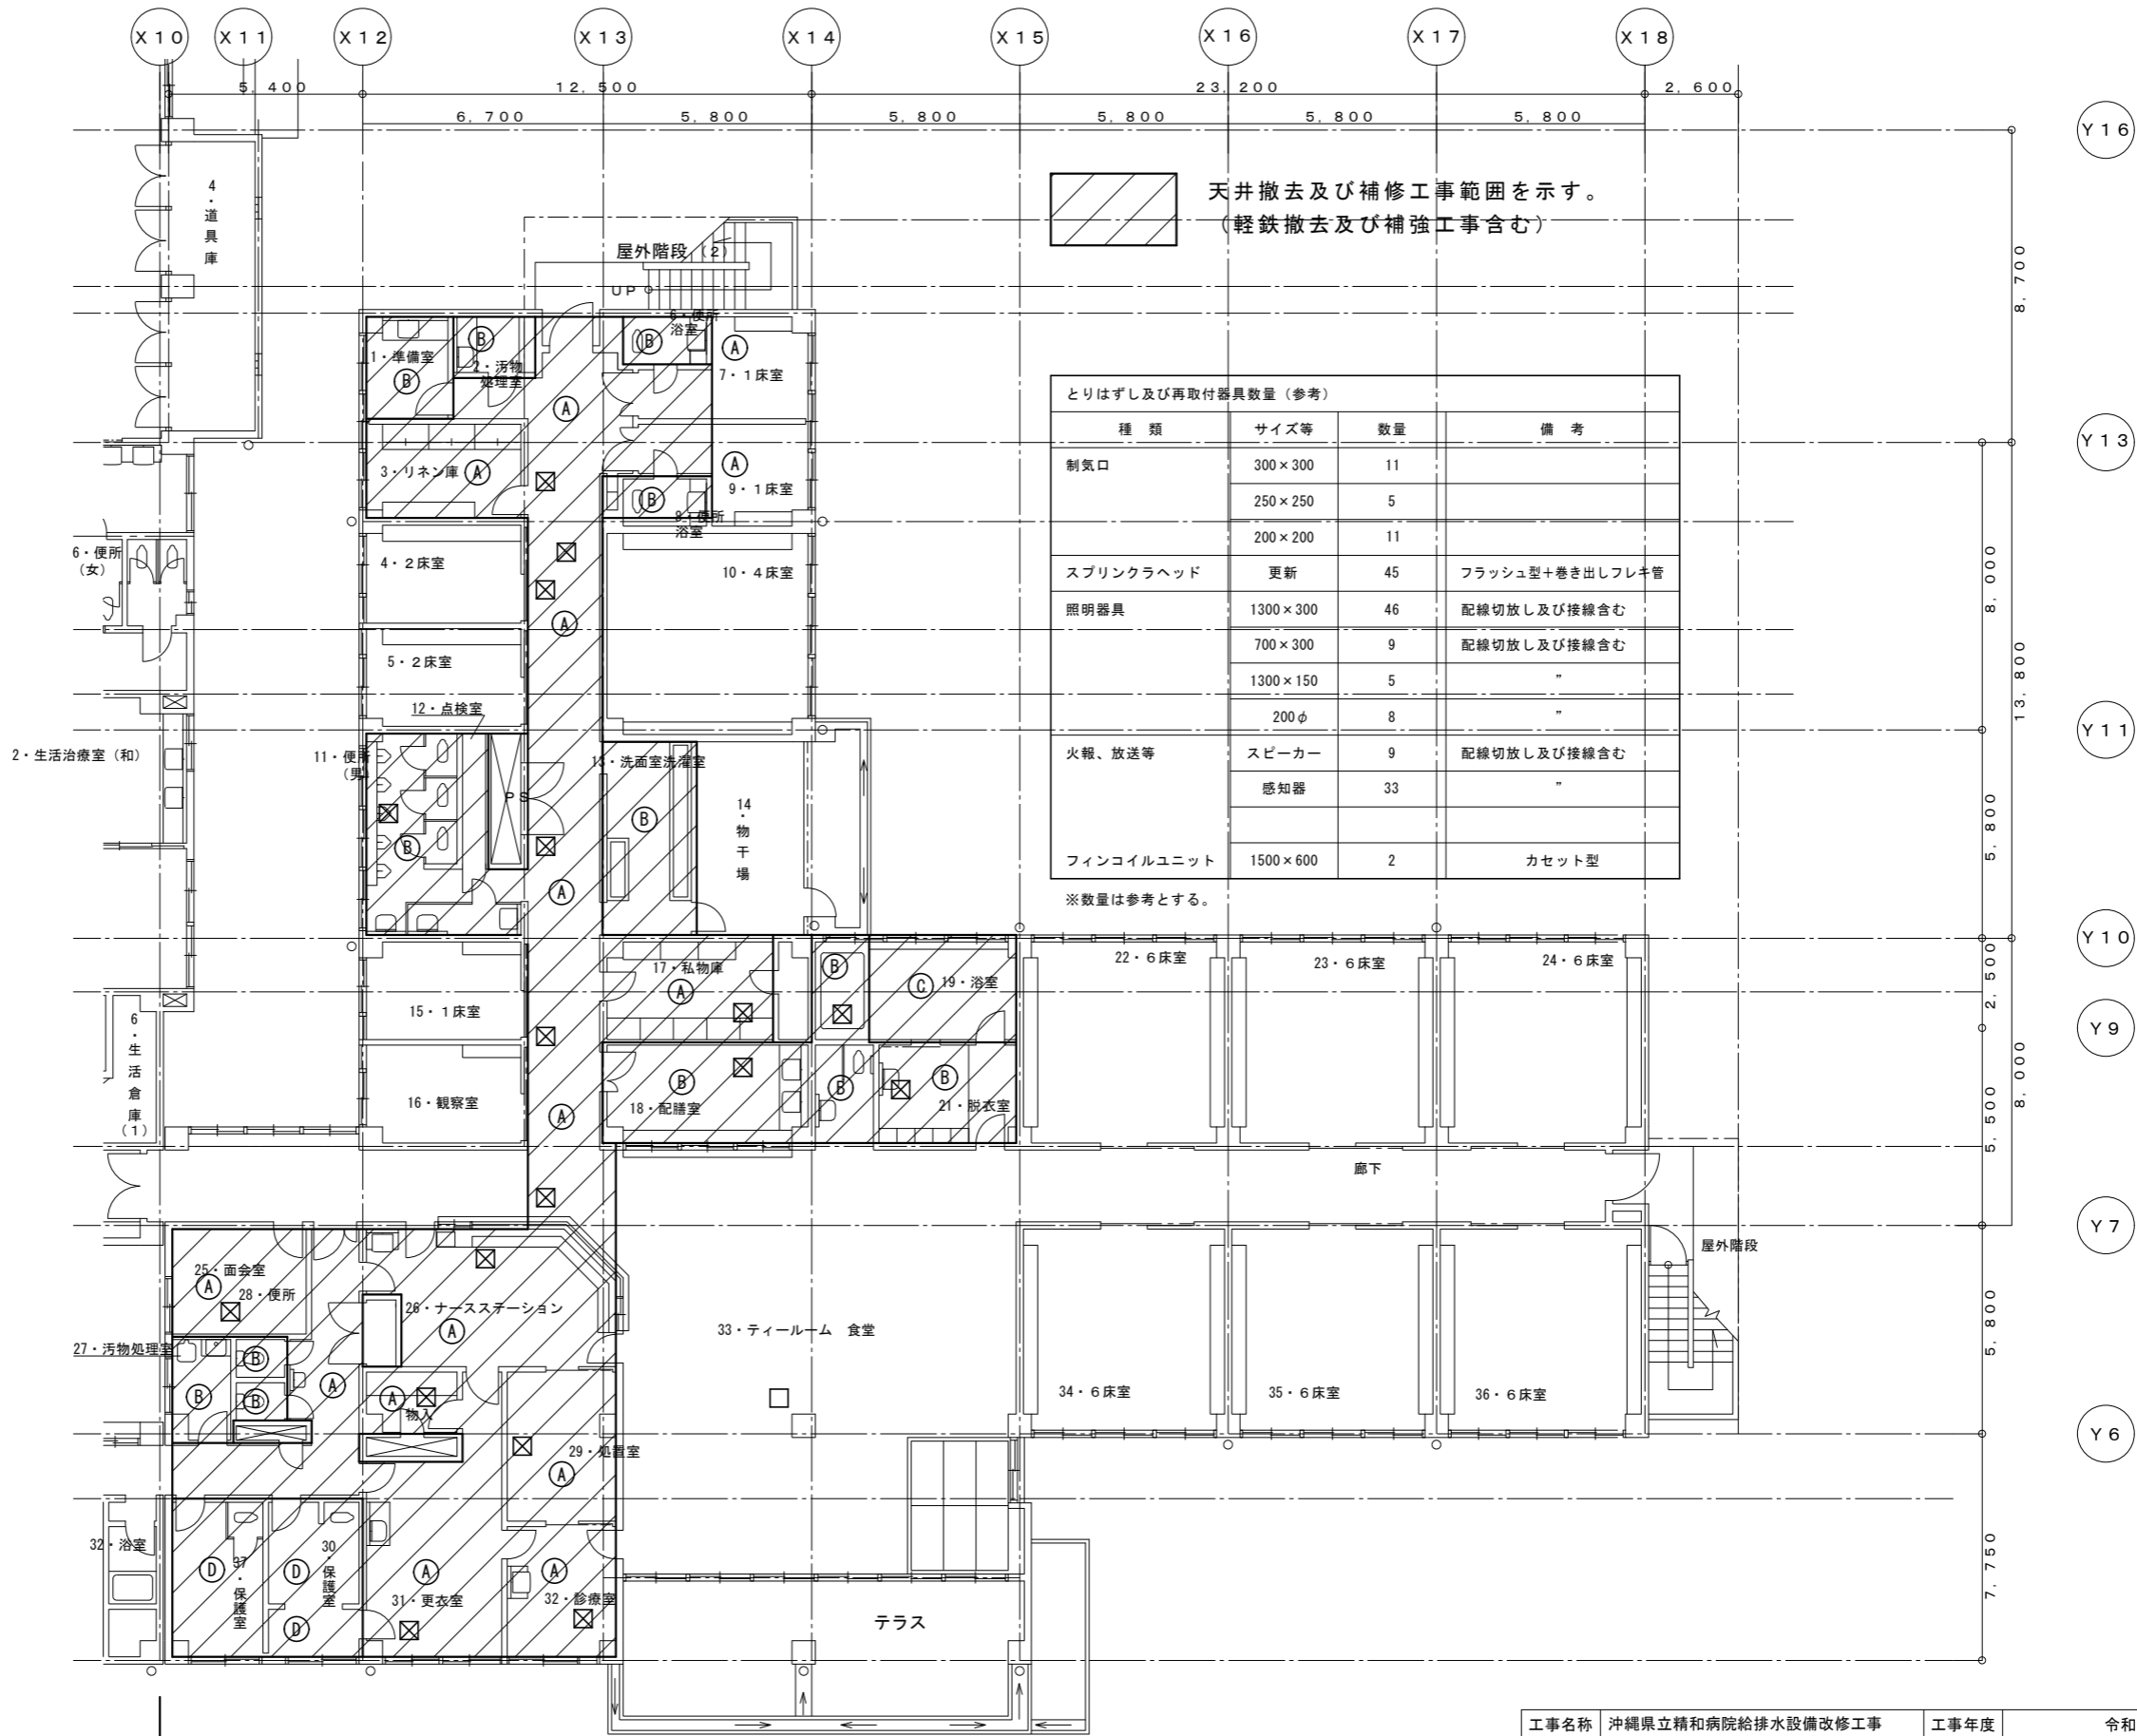 X10 X11 X12 X13 X14 X15 X16 X17 X18
5,400 12,500 23,200 2,600
6,700 5,800 5,800 5,800 5,800 5,800
Y16
天井撤去及び補修工事範囲を示す。
(軽鉄撤去及び補強工事含む)
8,700
4・道具庫
屋外階段(2)
UP
6・便所
浴室
1・準備室
B
2・汚物
処理室
B
B
A
7・1床室
A
とりはずし及び再取付器具数量(参考)
種 類 サイズ等 数量 備 考
制気口 300×300 11
250×250 5
200×200 11
スプリンクラヘッド 更新 45 フラッシュ型+巻き出しフレキ管
照明器具 1300×300 46 配線切放し及び接線含む
700×300 9 配線切放し及び接線含む
1300×150 5 〃
200φ 8 〃
火報、放送等 スピーカー 9 配線切放し及び接線含む
感知器 33 〃
フィンコイルユニット 1500×600 2 カセット型
※数量は参考とする。
Y13
3・リネン庫
A
A
9・1床室
B
8・便所
浴室
6・便所
(女)
4・2床室
10・4床室
8,000
A
5・2床室
13,800
12・点検室
Y11
2・生活治療室(和)
11・便所
(男)
13・洗面室洗濯室
PS
B
14・物干場
B
5,800
A
Y10
17・私物庫
A
B
C
19・浴室
22・6床室
23・6床室
24・6床室
2,500
15・1床室
Y9
6・生活倉庫(1)
16・観察室
A
B
18・配膳室
B
B
21・脱衣室
5,500
8,000
廊下
Y7
25・面会室
A
28・便所
26・ナースステーション
A
27・汚物処理室
B
B
B
A
A
物入
33・ティールーム 食堂
34・6床室
35・6床室
36・6床室
屋外階段
5,800
Y6
29・処置室
A
32・浴室
D
37・保護室
D
30・保護室
D
A
31・更衣室
A
32・診療室
テラス
7,750
工事名称 沖縄県立精和病院給排水設備改修工事 工事年度 令和